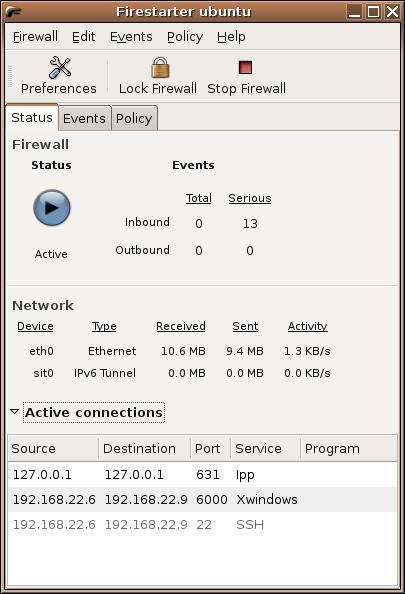 Firestarter ubuntu
Firewall Edit Events Policy Help
Preferences Lock Firewall Stop Firewall
Status Events Policy
Firewall
Status Events
Total Serious
Inbound 0 13
Outbound 0 0
Active
Network
Device Type Received Sent Activity
eth0 Ethernet 10.6 MB 9.4 MB 1.3 KB/s
sit0 IPv6 Tunnel 0.0 MB 0.0 MB 0.0 KB/s
Active connections
Source Destination Port Service Program
127.0.0.1 127.0.0.1 631 Ipp
192.168.22.6 192.168.22.9 6000 Xwindows
192.168.22.6 192.168.22.9 22 SSH